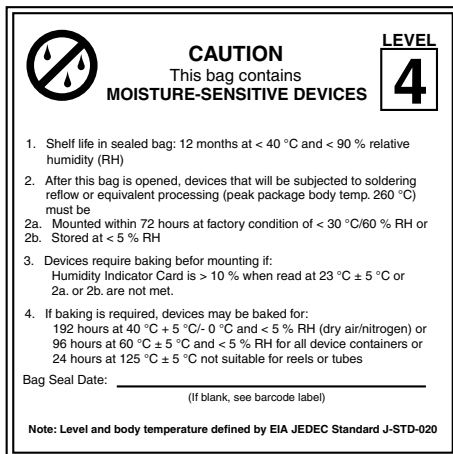 LEVEL
CAUTION
4
This bag contains
MOISTURE-SENSITIVE DEVICES
1. Shelf life in sealed bag: 12 months at < 40 °C and < 90 % relative
humidity (RH)
2. After this bag is opened, devices that will be subjected to soldering
reflow or equivalent processing (peak package body temp. 260 °C)
must be
2a. Mounted within 72 hours at factory condition of < 30 °C/60 % RH or
2b. Stored at < 5 % RH
3. Devices require baking befor mounting if:
Humidity Indicator Card is > 10 % when read at 23 °C ± 5 °C or
2a. or 2b. are not met.
4. If baking is required, devices may be baked for:
192 hours at 40 °C + 5 °C/- 0 °C and < 5 % RH (dry air/nitrogen) or
96 hours at 60 °C ± 5 °C and < 5 % RH for all device containers or
24 hours at 125 °C ± 5 °C not suitable for reels or tubes
Bag Seal Date:
(If blank, see barcode label)
Note: Level and body temperature defined by EIA JEDEC Standard J-STD-020